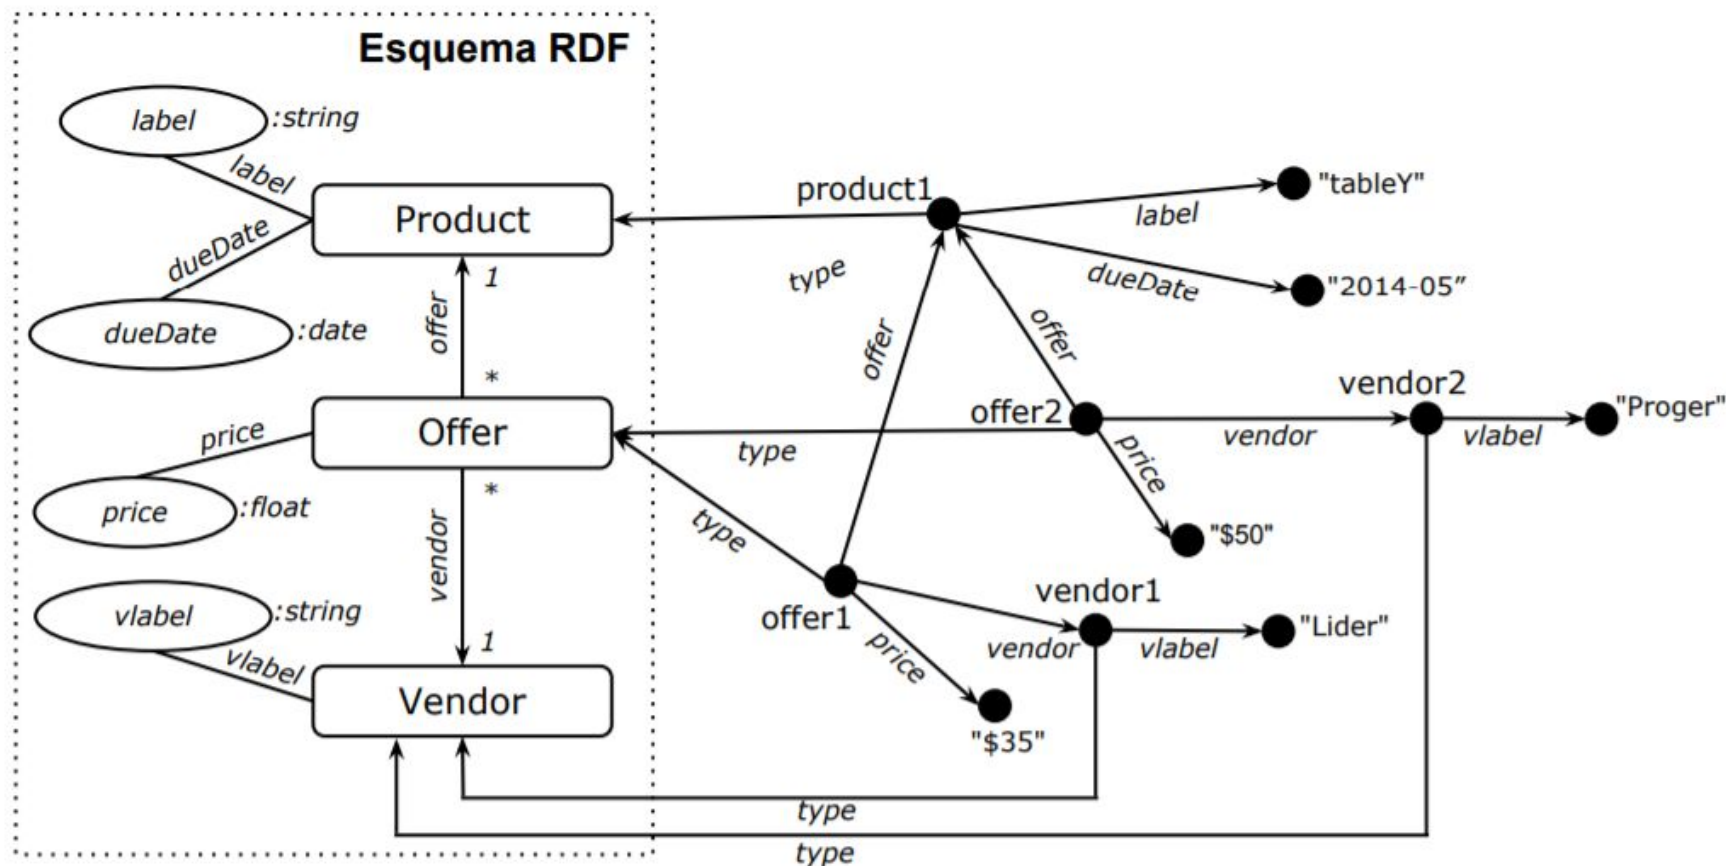 Esquema RDF
label
:string
label
Product
dueDate
dueDate
:date
1
offer
*
Offer
price
price
:float
*
vendor
1
vlabel
:string
vlabel
Vendor
product1
"tableY"
label
type
dueDate
"2014-05”
offer
offer
offer2
type
vendor2
"Proger"
vendor
vlabel
price
"$50"
type
offer1
vendor1
"Lider"
vendor
vlabel
price
"$35"
type
type